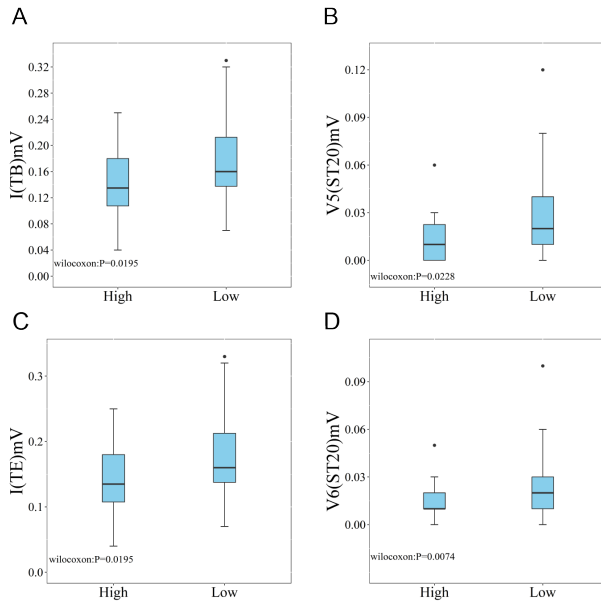 A
I(TB)mV
0.32
0.28
0.24
0.20
0.16
0.12
0.08
0.04
0.00
wilocoxon:P=0.0195
High
Low
B
V5(ST20)mV
0.12
0.09
0.06
0.03
0.00
wilocoxon:P=0.0228
High
Low
C
I(TE)mV
0.3
0.2
0.1
0.0
wilocoxon:P=0.0195
High
Low
D
V6(ST20)mV
0.09
0.06
0.03
0.00
wilocoxon:P=0.0074
High
Low